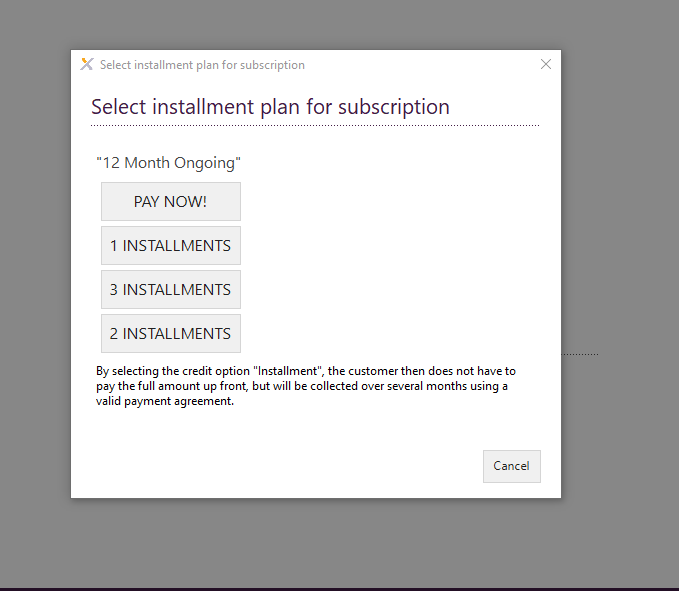 Select installment plan for subscription
Select installment plan for subscription
"12 Month Ongoing"
PAY NOW!
1 INSTALLMENTS
3 INSTALLMENTS
2 INSTALLMENTS
By selecting the credit option "Installment", the customer then does not have to
pay the full amount up front, but will be collected over several months using a
valid payment agreement.
Cancel